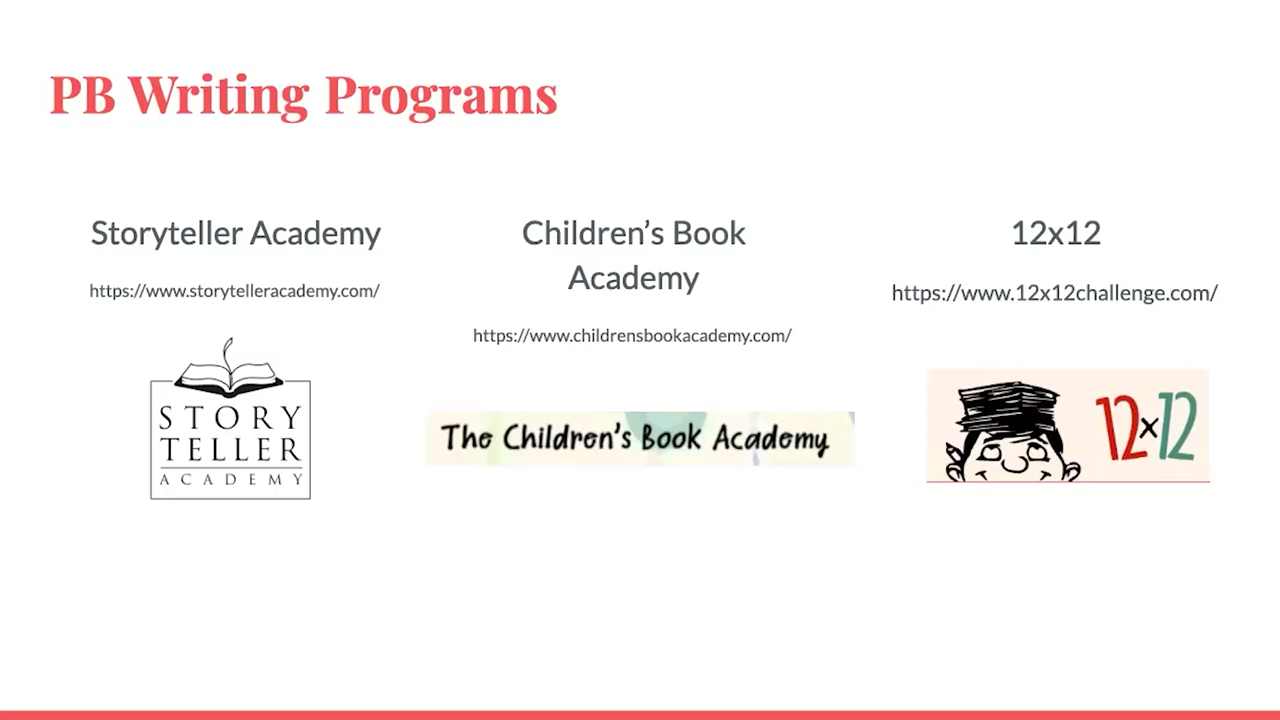 PB Writing Programs
Storyteller Academy
https://www.storytelleracademy.com/
STORY
TELLER
ACADEMY
Children’s Book
Academy
https://www.childrensbookacademy.com/
The Children's Book Academy
12x12
https://www.12x12challenge.com/
12x12